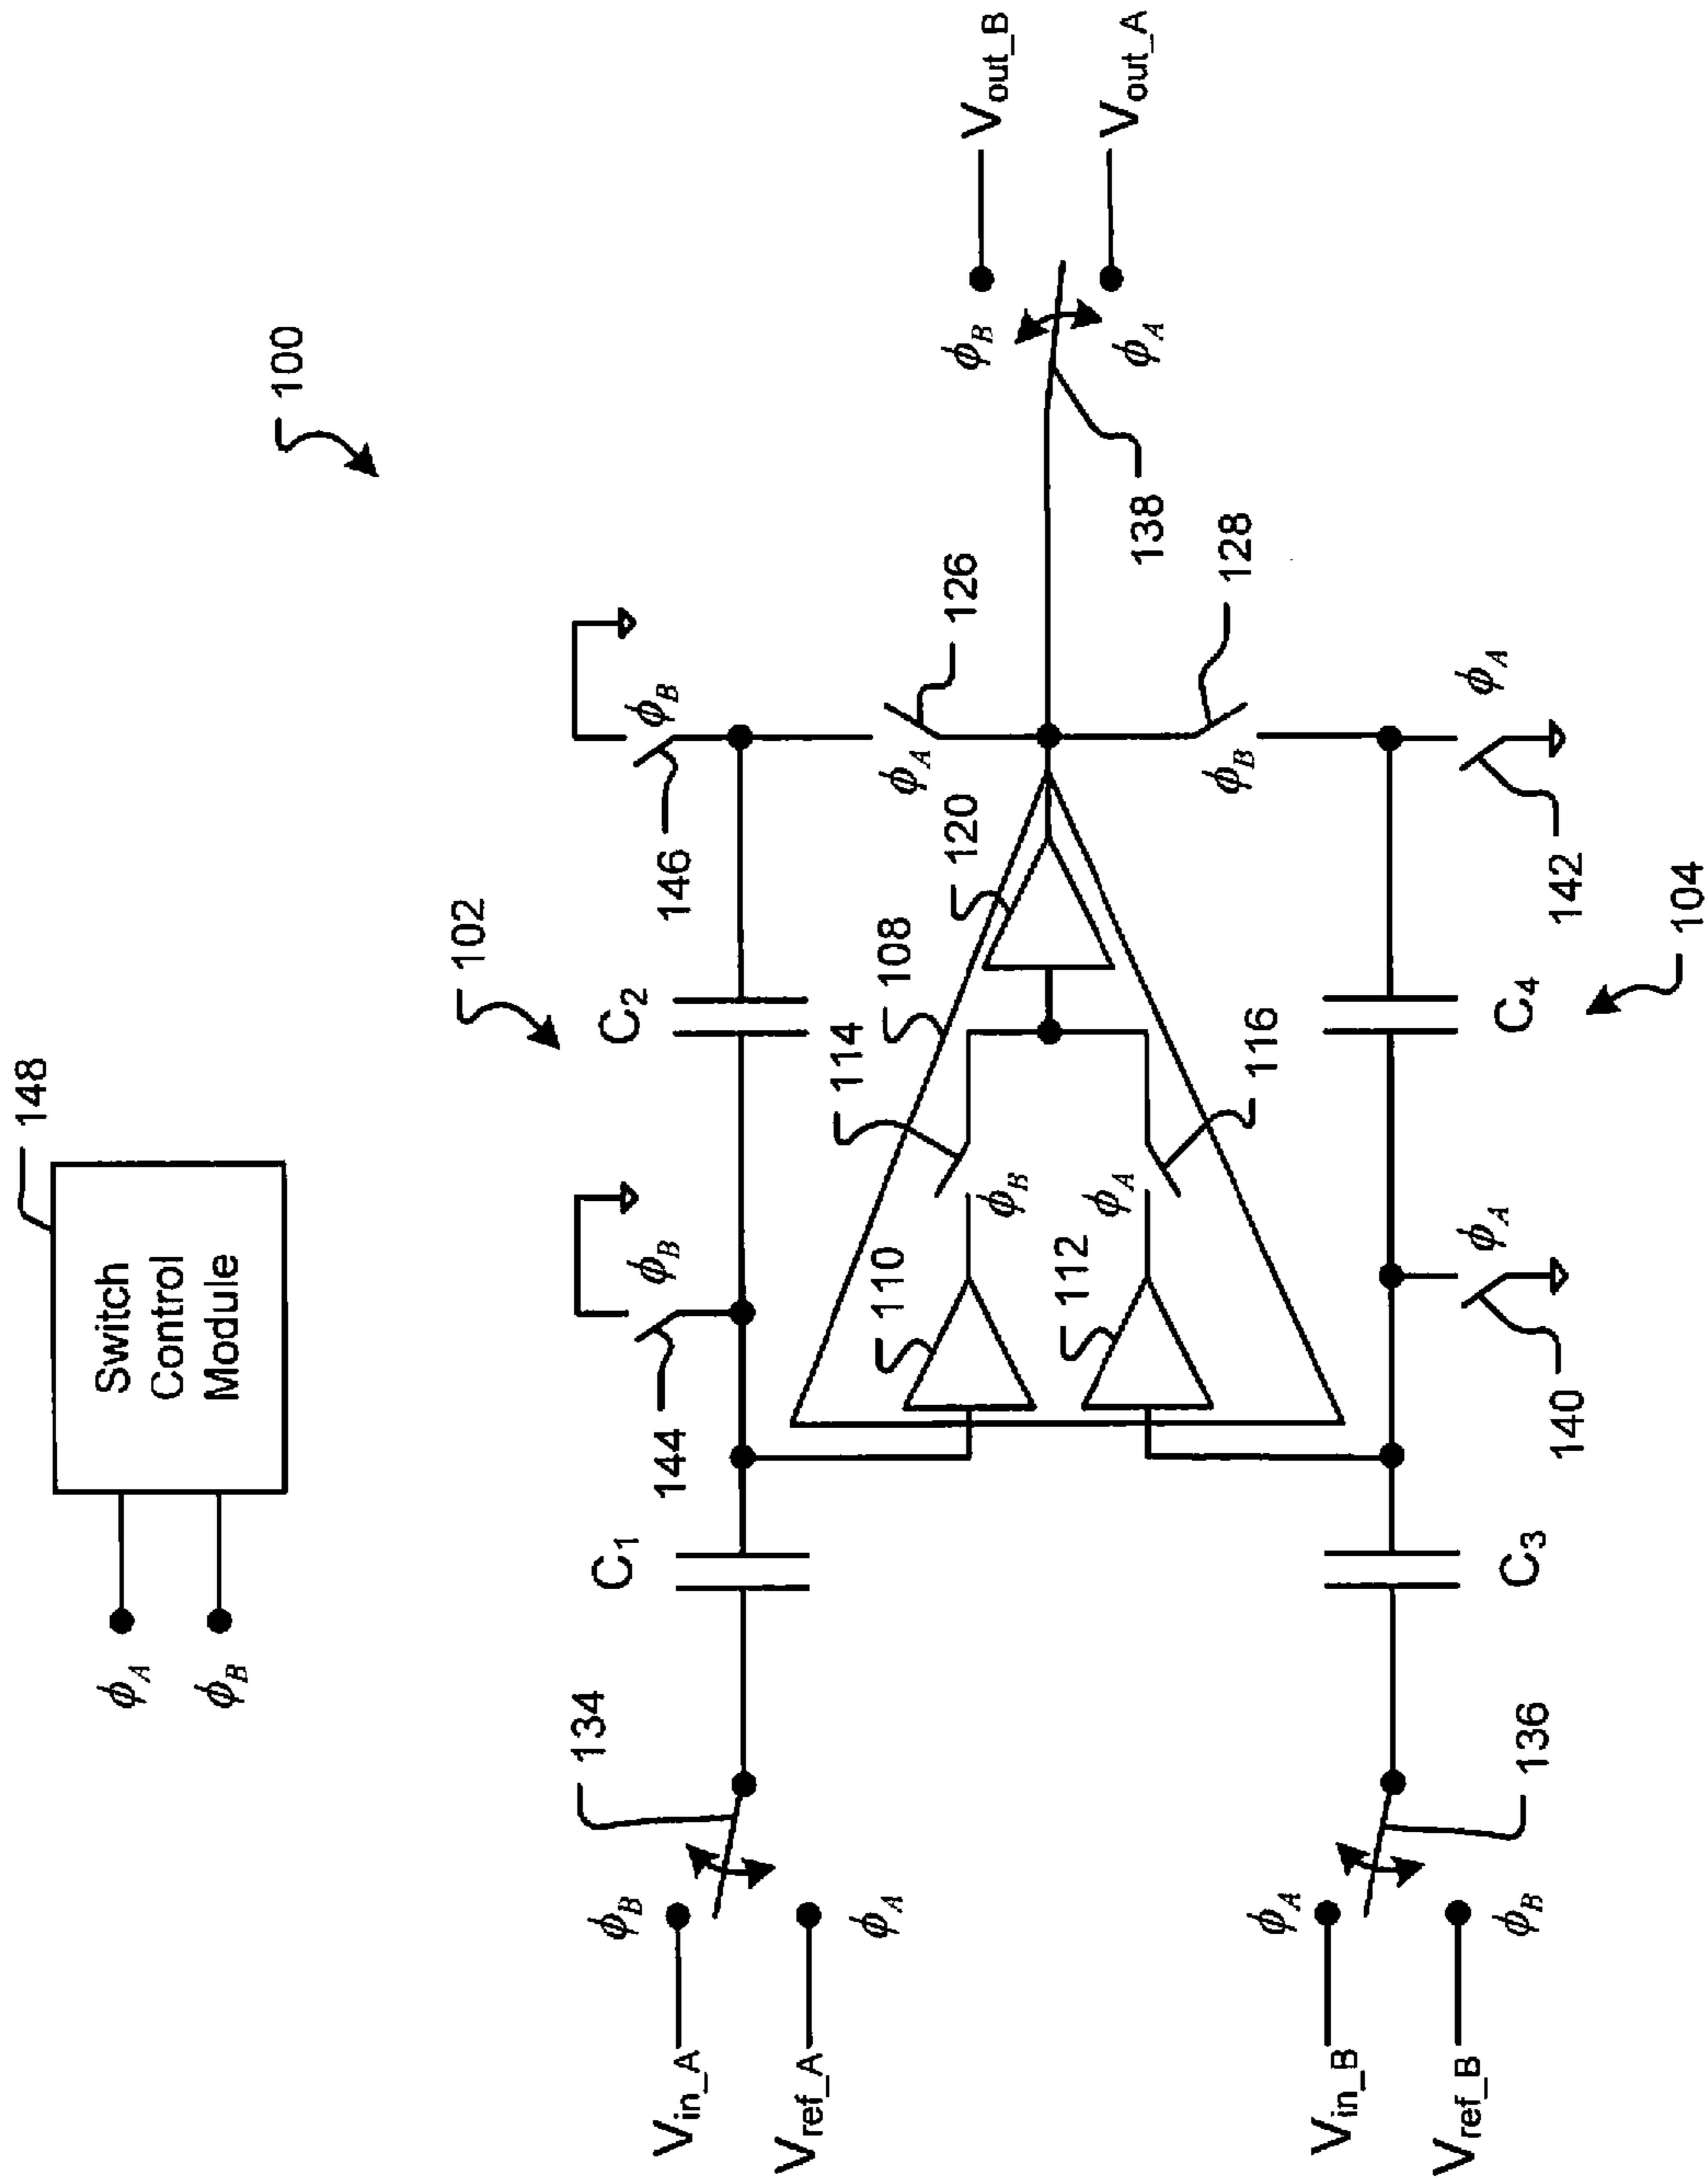 148
Switch
Control
Module
ϕA
ϕB
100
102
134
C1
144
ϕB
C2
146
ϕB
Vin_A
ϕB
Vref_A
ϕA
110
114
108
120
ϕB
126
ϕA
ϕB
Vout_B
112
ϕA
116
ϕB
128
138
ϕA
Vout_A
Vin_B
ϕA
Vref_B
ϕB
136
C3
140
ϕA
C4
142
ϕA
104